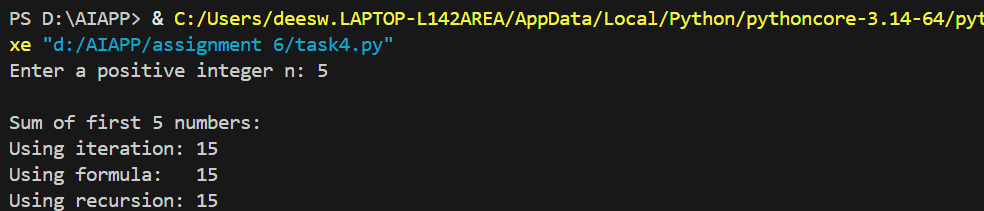 PS D:\AIAPP> & C:/Users/deesw.LAPTOP-L142AREA/AppData/Local/Python/pythoncore-3.14-64/pyt
xe "d:/AIAPP/assignment 6/task4.py"
Enter a positive integer n: 5
Sum of first 5 numbers:
Using iteration: 15
Using formula:   15
Using recursion: 15